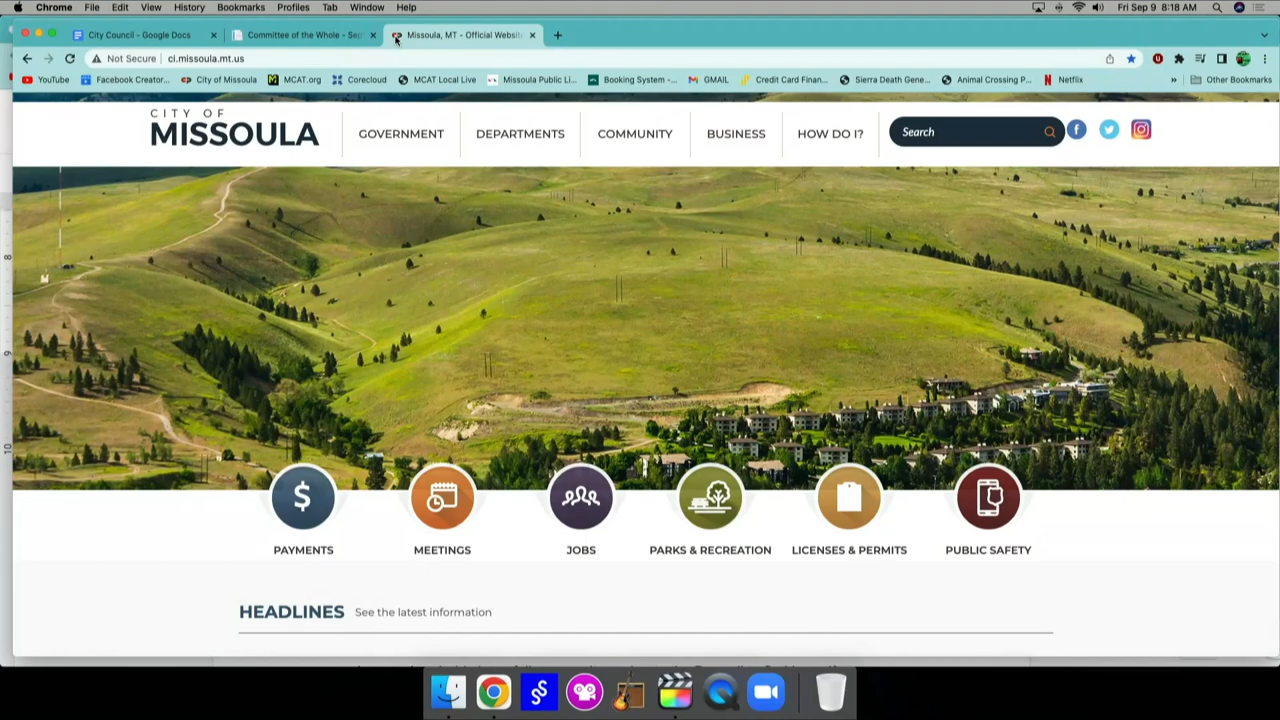 Chrome File Edit View History Bookmarks Profiles Tab Window Help Fri Sep 9 8:18 AM
City Council - Google Docs Committee of the Whole - Sep Missoula, MT - Official Website
Not Secure ci.missoula.mt.us
YouTube Facebook Creator... City of Missoula MCAT.org Corecloud MCAT Local Live Missoula Public Li... Booking System -... GMAIL Credit Card Finan... Sierra Death Gene... Animal Crossing P... Netflix » Other Bookmarks
CITY OF
MISSOULA
GOVERNMENT DEPARTMENTS COMMUNITY BUSINESS HOW DO I? Search
8
9
10
$
PAYMENTS MEETINGS JOBS PARKS & RECREATION LICENSES & PERMITS PUBLIC SAFETY
HEADLINES See the latest information